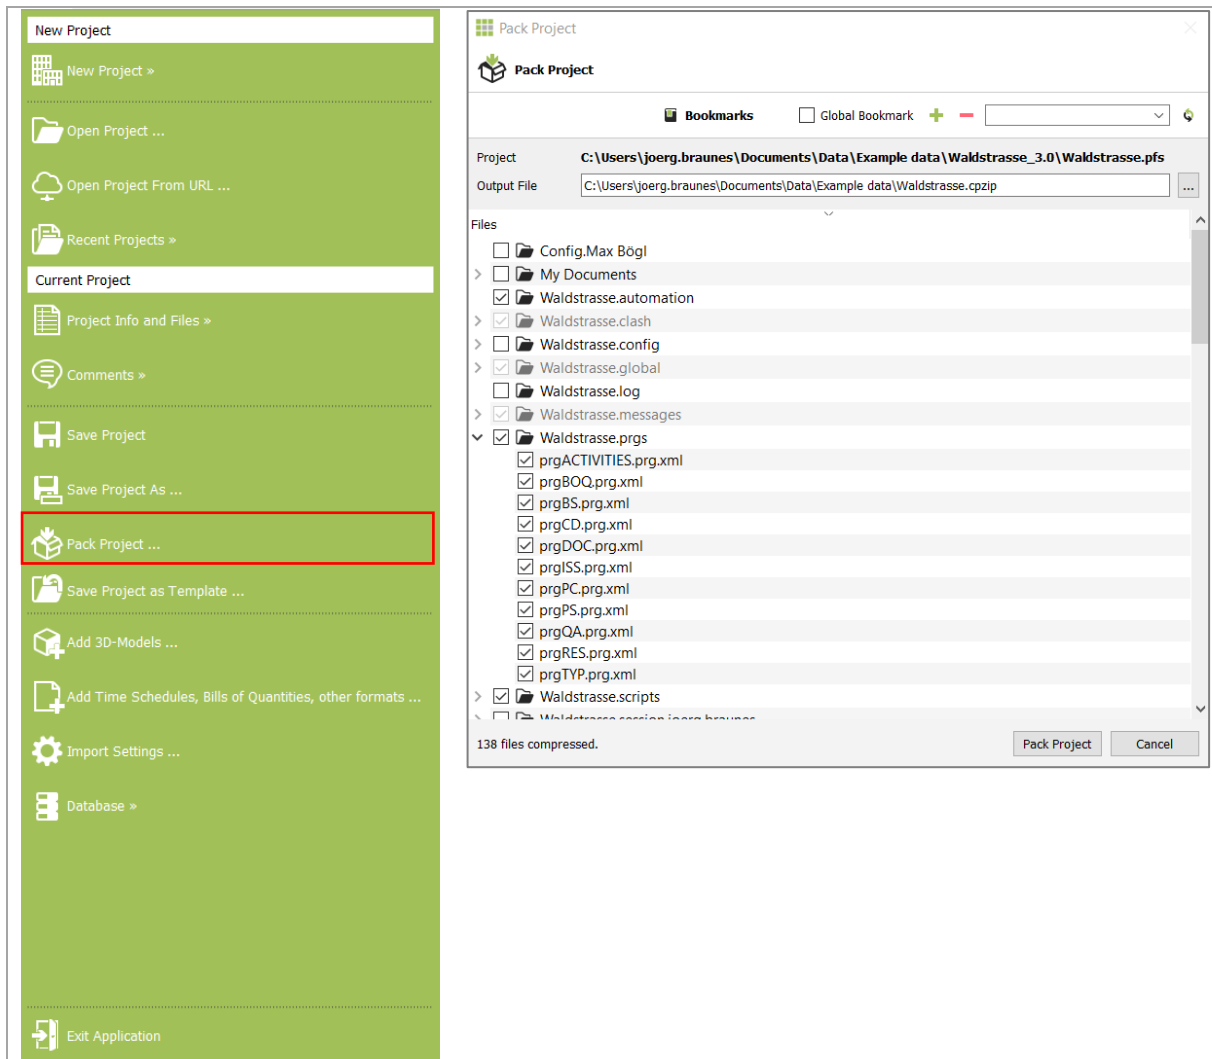 New Project
New Project »
Open Project ...
Open Project From URL ...
Recent Projects »
Current Project
Project Info and Files »
Comments »
Save Project
Save Project As ...
Pack Project ...
Save Project as Template ...
Add 3D-Models ...
Add Time Schedules, Bills of Quantities, other formats ...
Import Settings ...
Database »
Exit Application
Pack Project
Pack Project
Bookmarks Global Bookmark
Project C:\Users\joerg.braunes\Documents\Data\Example data\Waldstrasse_3.0\Waldstrasse.pfs
Output File C:\Users\joerg.braunes\Documents\Data\Example data\Waldstrasse.cpzip ...
Files
Config.Max Bögl
My Documents
Waldstrasse.automation
Waldstrasse.clash
Waldstrasse.config
Waldstrasse.global
Waldstrasse.log
Waldstrasse.messages
Waldstrasse.prgs
prgACTIVITIES.prg.xml
prgBOQ.prg.xml
prgBS.prg.xml
prgCD.prg.xml
prgDOC.prg.xml
prgISS.prg.xml
prgPC.prg.xml
prgPS.prg.xml
prgQA.prg.xml
prgRES.prg.xml
prgTYP.prg.xml
Waldstrasse.scripts
Waldstrasse.session.joerg.braunes
138 files compressed. Pack Project Cancel